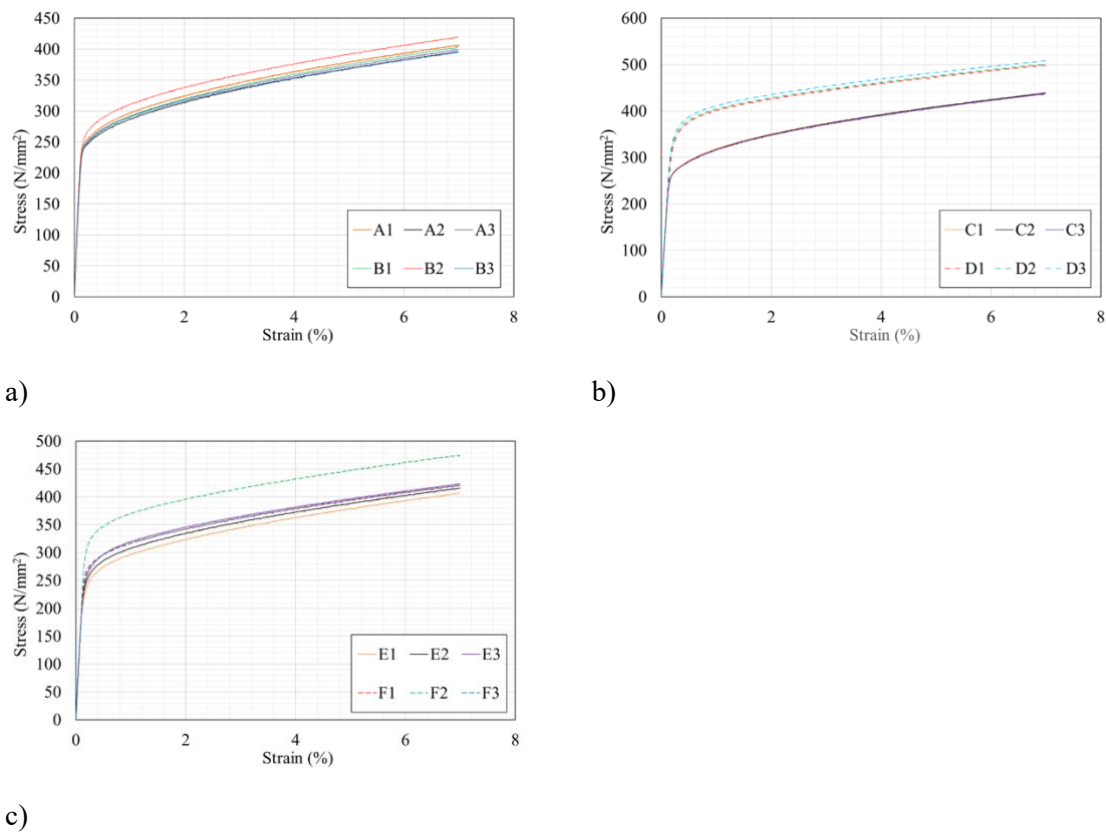 450
400
350
300
250
200
150
100
50
0
Stress (N/mm²)
0 2 4 6 8
Strain (%)
A1 A2 A3
B1 B2 B3
a)
600
500
400
300
200
100
0
Stress (N/mm²)
0 2 4 6 8
Strain (%)
C1 C2 C3
D1 D2 D3
b)
500
450
400
350
300
250
200
150
100
50
0
Stress (N/mm²)
0 2 4 6 8
Strain (%)
E1 E2 E3
F1 F2 F3
c)